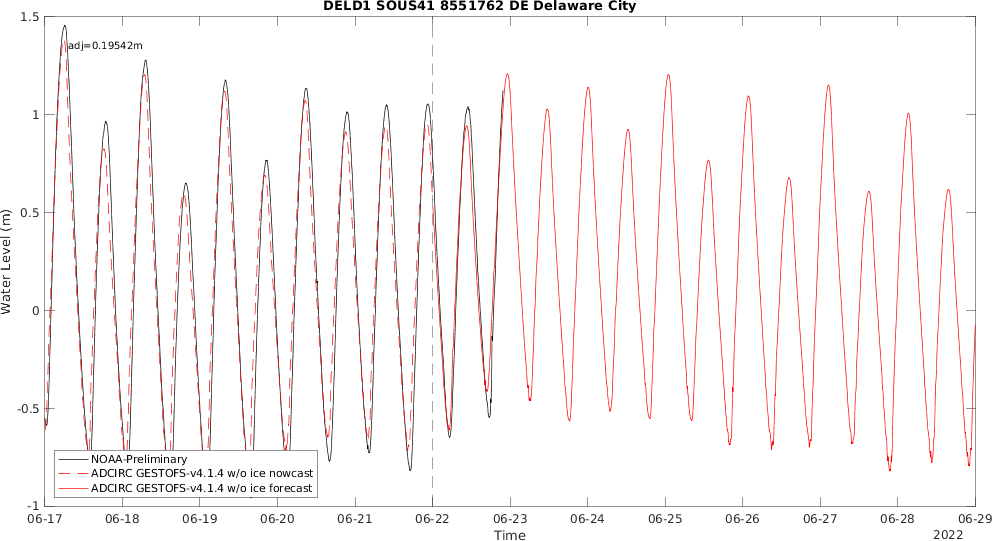 DELD1 SOUS41 8551762 DE Delaware City
adj=0.19542m
1.5
1
0.5
0
-0.5
-1
Water Level (m)
NOAA-Preliminary
ADCIRC GESTOFS-v4.1.4 w/o ice nowcast
ADCIRC GESTOFS-v4.1.4 w/o ice forecast
06-17 06-18 06-19 06-20 06-21 06-22 06-23 06-24 06-25 06-26 06-27 06-28 06-29
Time
2022